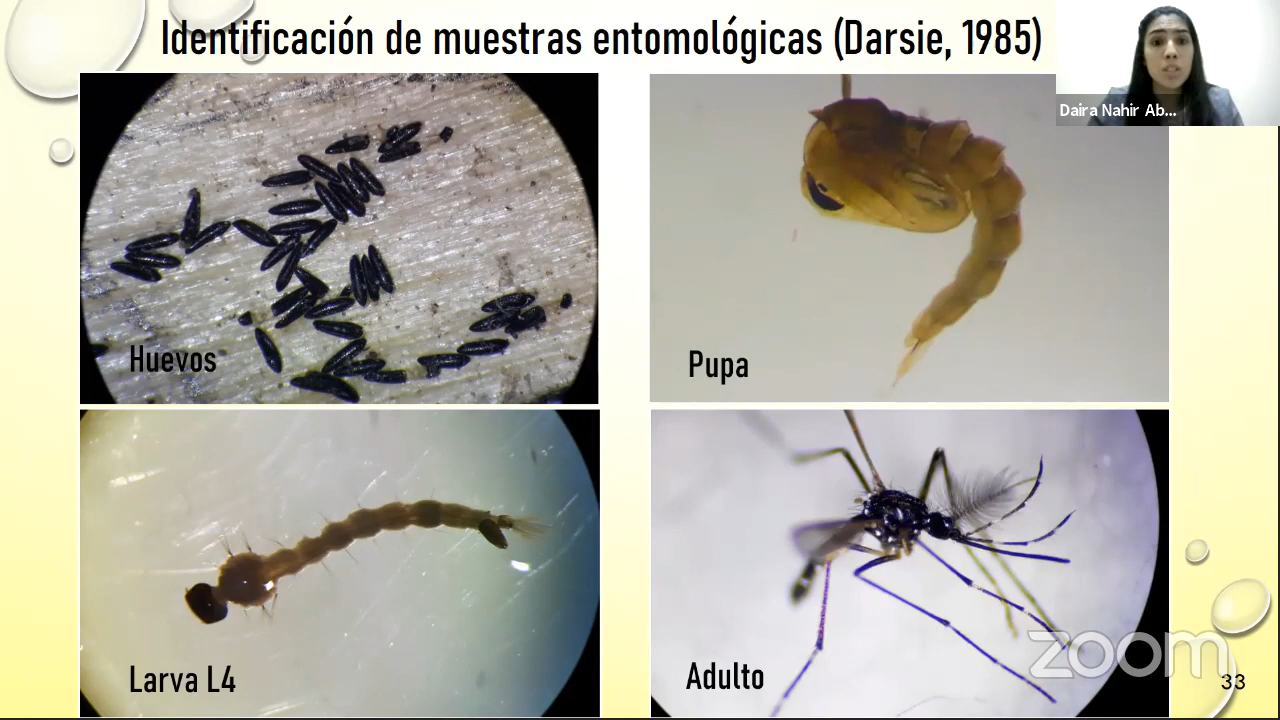 Identificación de muestras entomológicas (Darsie, 1985)
Daira Nahir Ab...
Huevos
Pupa
Larva L4
Adulto
zoom
33